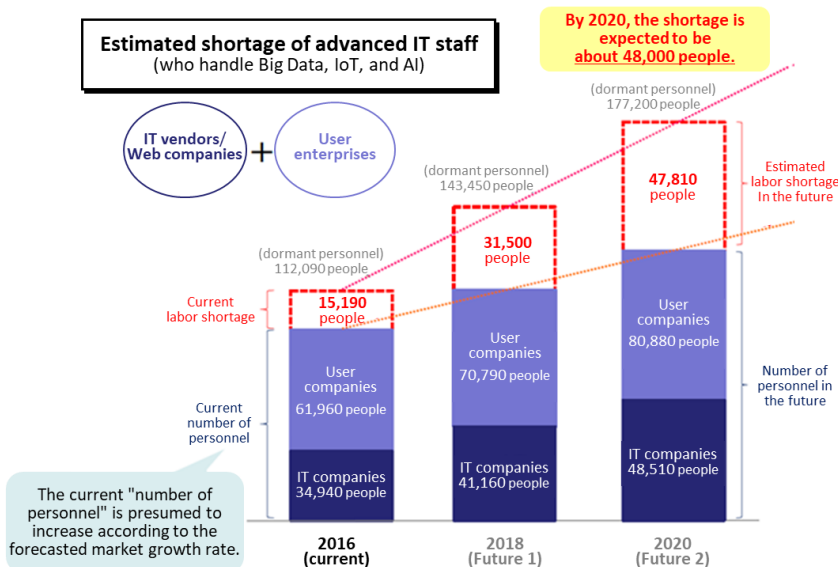 Estimated shortage of advanced IT staff
(who handle Big Data, IoT, and AI)
By 2020, the shortage is
expected to be
about 48,000 people.
IT vendors/
Web companies
+
User
enterprises
(dormant personnel)
112,090 people
(dormant personnel)
143,450 people
(dormant personnel)
177,200 people
Current
labor shortage
15,190
people
31,500
people
47,810
people
Estimated
labor shortage
In the future
Current
number of
personnel
User
companies
61,960 people
User
companies
70,790 people
User
companies
80,880 people
Number of
personnel in
the future
IT companies
34,940 people
IT companies
41,160 people
IT companies
48,510 people
The current "number of
personnel" is presumed to
increase according to the
forecasted market growth rate.
2016
(current)
2018
(Future 1)
2020
(Future 2)